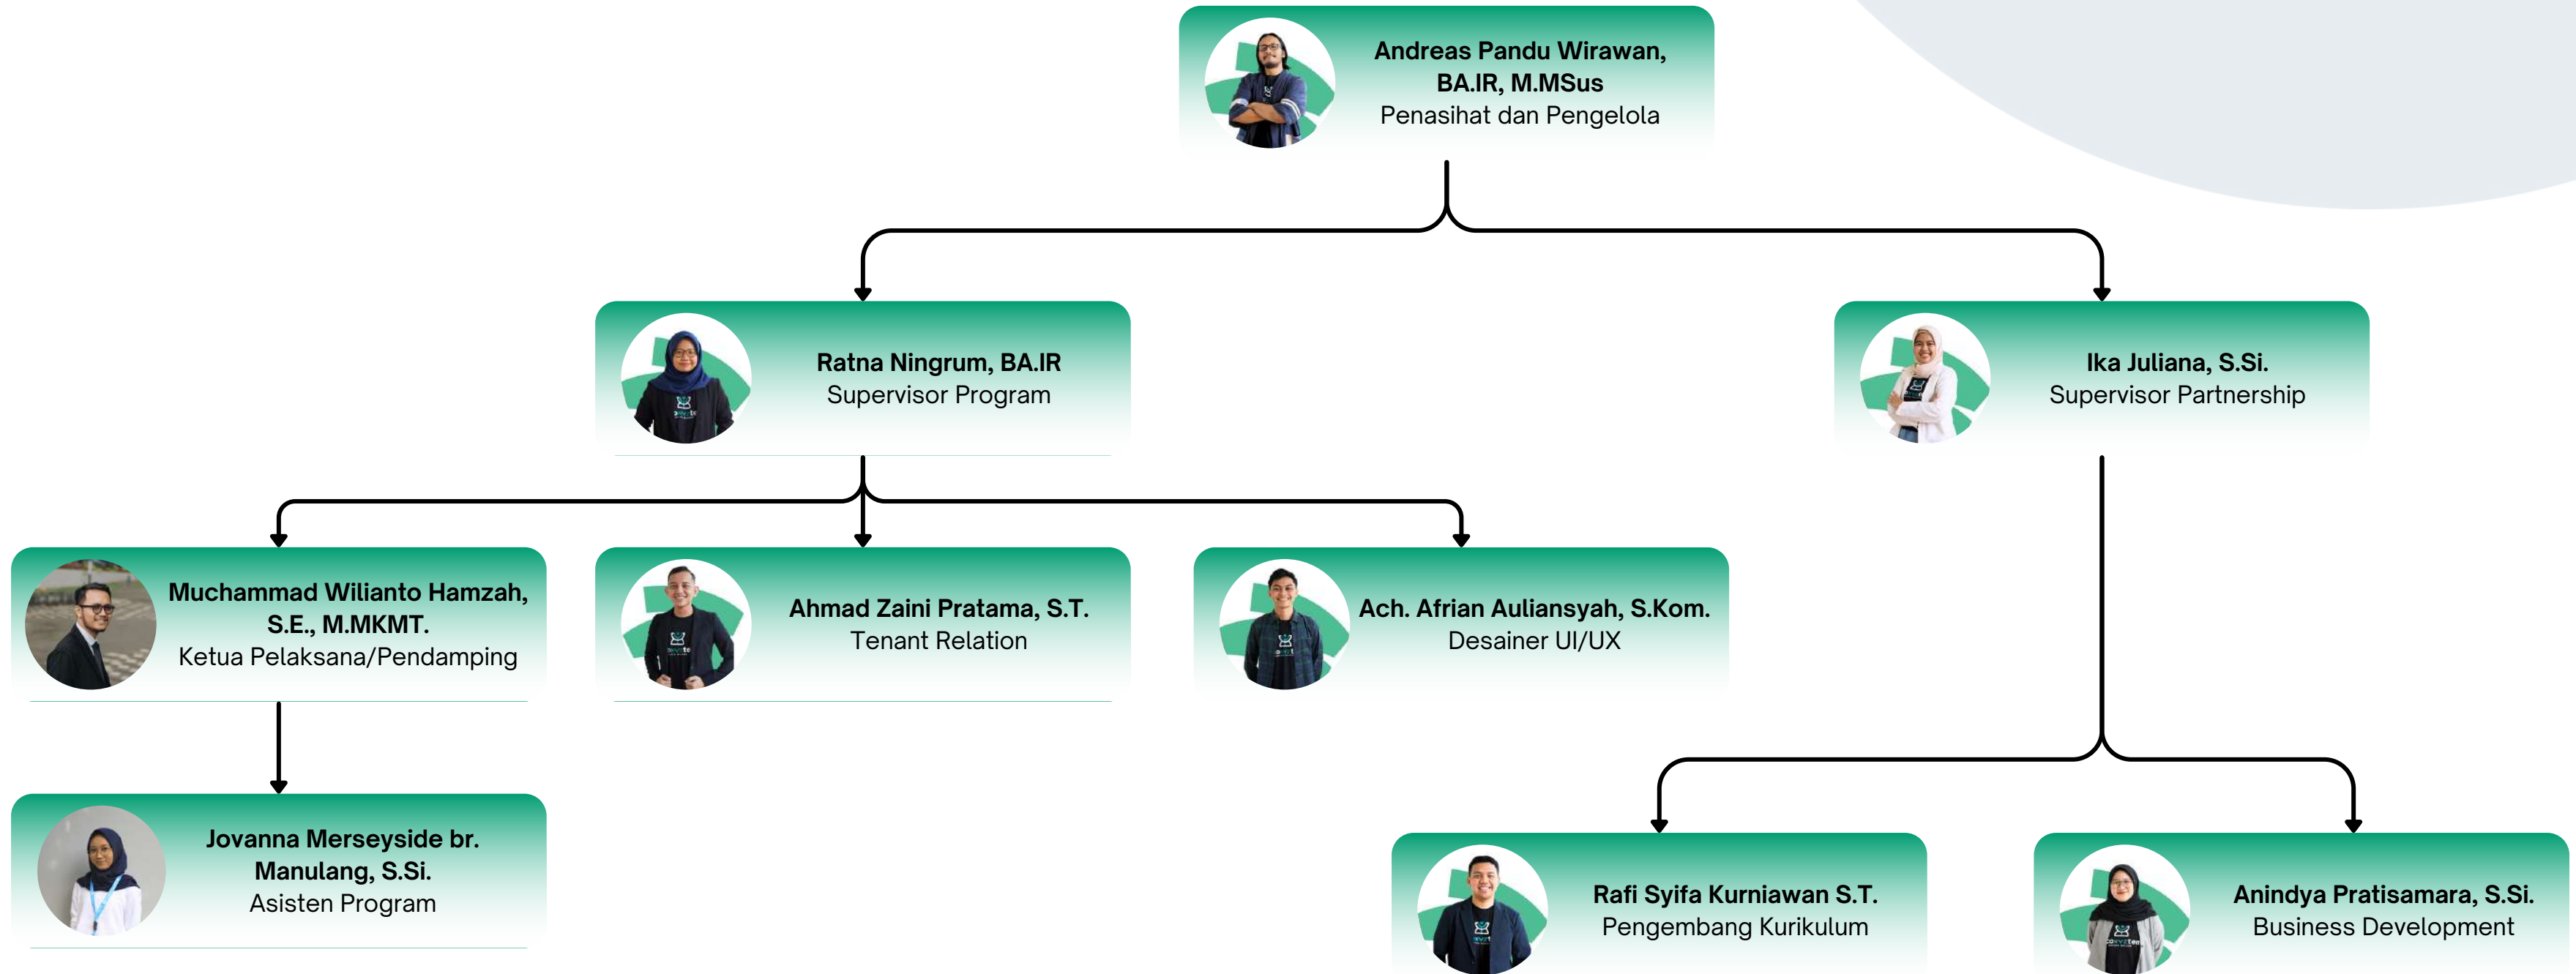 Andreas Pandu Wirawan,
BA.IR, M.MSus
Penasihat dan Pengelola
Ratna Ningrum, BA.IR
Supervisor Program
Ika Juliana, S.Si.
Supervisor Partnership
Muchammad Wilianto Hamzah,
S.E., M.MKMT.
Ketua Pelaksana/Pendamping
Ahmad Zaini Pratama, S.T.
Tenant Relation
Ach. Afrian Auliansyah, S.Kom.
Desainer UI/UX
Jovanna Merseyside br.
Manulang, S.Si.
Asisten Program
Rafi Syifa Kurniawan S.T.
Pengembang Kurikulum
Anindya Pratisamara, S.Si.
Business Development